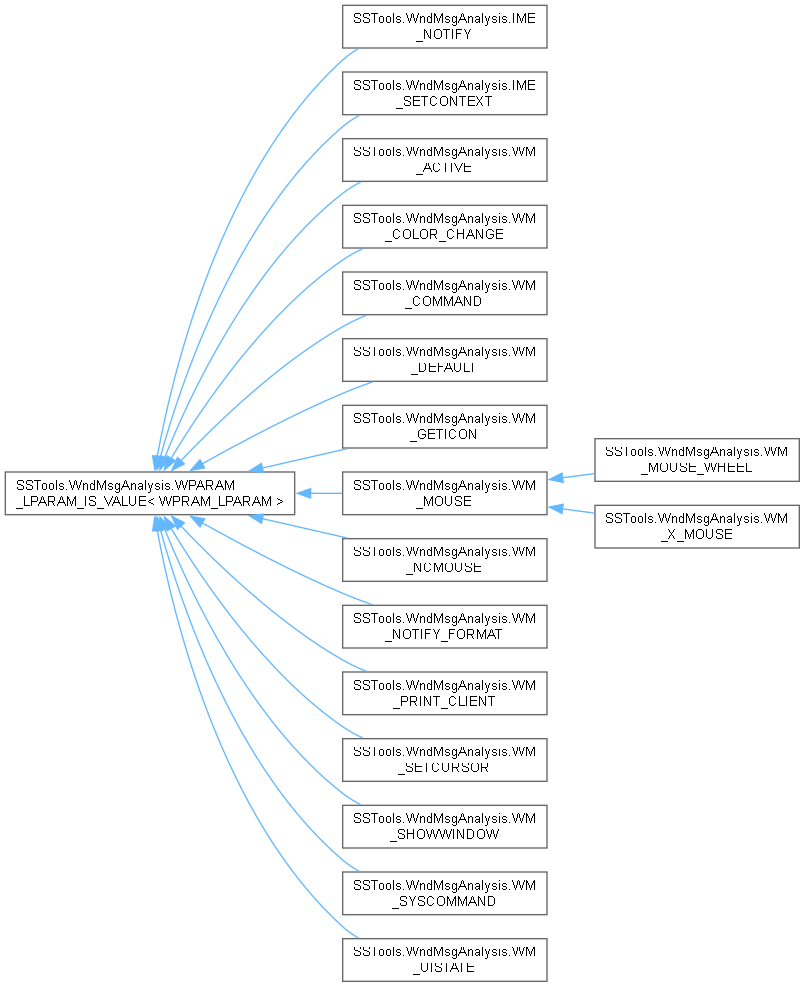 SSTools.WndMsgAnalysis.IME
_NOTIFY
SSTools.WndMsgAnalysis.IME
_SETCONTEXT
SSTools.WndMsgAnalysis.WM
_ACTIVE
SSTools.WndMsgAnalysis.WM
_COLOR_CHANGE
SSTools.WndMsgAnalysis.WM
_COMMAND
SSTools.WndMsgAnalysis.WM
_DEFAULT
SSTools.WndMsgAnalysis.WM
_GETICON
SSTools.WndMsgAnalysis.WPARAM
_LPARAM_IS_VALUE< WPRAM_LPARAM >
SSTools.WndMsgAnalysis.WM
_MOUSE
SSTools.WndMsgAnalysis.WM
_MOUSE_WHEEL
SSTools.WndMsgAnalysis.WM
_X_MOUSE
SSTools.WndMsgAnalysis.WM
_NCMOUSE
SSTools.WndMsgAnalysis.WM
_NOTIFY_FORMAT
SSTools.WndMsgAnalysis.WM
_PRINT_CLIENT
SSTools.WndMsgAnalysis.WM
_SETCURSOR
SSTools.WndMsgAnalysis.WM
_SHOWWINDOW
SSTools.WndMsgAnalysis.WM
_SYSCOMMAND
SSTools.WndMsgAnalysis.WM
_UISTATE